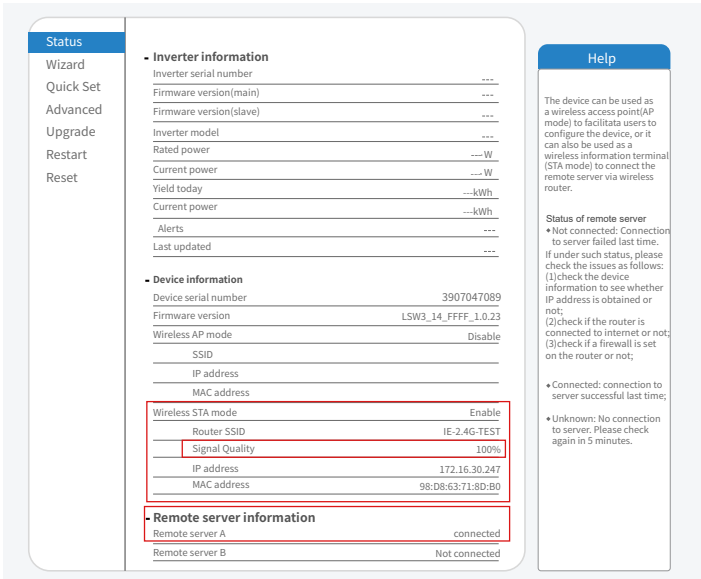 Status
Wizard
Quick Set
Advanced
Upgrade
Restart
Reset
- Inverter information
Inverter serial number ---
Firmware version(main) ---
Firmware version(slave) ---
Inverter model ---
Rated power --- W
Current power --- W
Yield today ---kWh
Current power ---kWh
Alerts ---
Last updated ---
- Device information
Device serial number 3907047089
Firmware version LSW3_14_FFFF_1.0.23
Wireless AP mode Disable
SSID
IP address
MAC address
Wireless STA mode Enable
Router SSID IE-2.4G-TEST
Signal Quality 100%
IP address 172.16.30.247
MAC address 98:D8:63:71:8D:B0
- Remote server information
Remote server A connected
Remote server B Not connected
Help
The device can be used as
a wireless access point(AP
mode) to facilitata users to
configure the device, or it
can also be used as a
wireless information terminal
(STA mode) to connect the
remote server via wireless
router.
Status of remote server
◆Not connected: Connection
to server failed last time.
If under such status, please
check the issues as follows:
(1)check the device
information to see whether
IP address is obtained or
not;
(2)check if the router is
connected to internet or not;
(3)check if a firewall is set
on the router or not;
◆Connected: connection to
server successful last time;
◆Unknown: No connection
to server. Please check
again in 5 minutes.